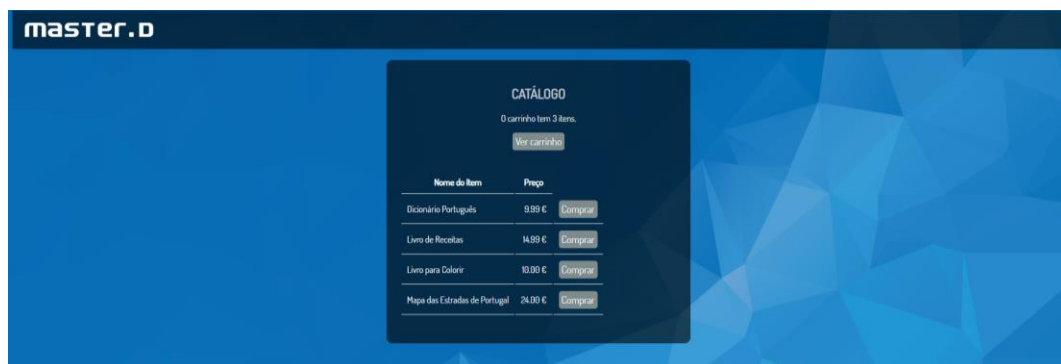 master.D
CATÁLOGO
O carrinho tem 3 itens.
Ver carrinho
Nome do Item Preço
Dicionário Português 9.99 € Comprar
Livro de Receitas 14.99 € Comprar
Livro para Colorir 10.00 € Comprar
Mapa das Estradas de Portugal 24.00 € Comprar